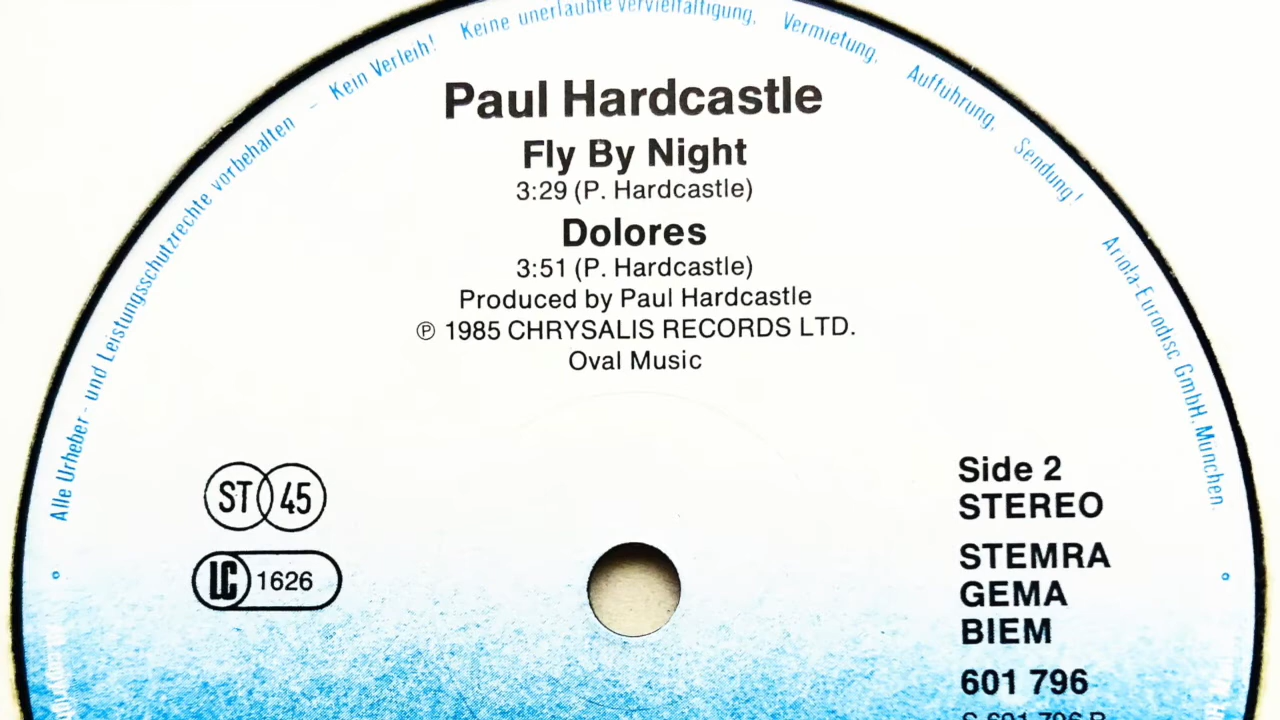 Alle Urheber- und Leistungsschutzrechte vorbehalten - Kein Verleih! Keine unerlaubte Vervielfältigung, Vermietung, Aufführung, Sendung! Ariola-Eurodisc GmbH, München.
Paul Hardcastle
Fly By Night
3:29 (P. Hardcastle)
Dolores
3:51 (P. Hardcastle)
Produced by Paul Hardcastle
℗ 1985 CHRYSALIS RECORDS LTD.
Oval Music
ST 45
LC 1626
Side 2
STEREO
STEMRA
GEMA
BIEM
601 796